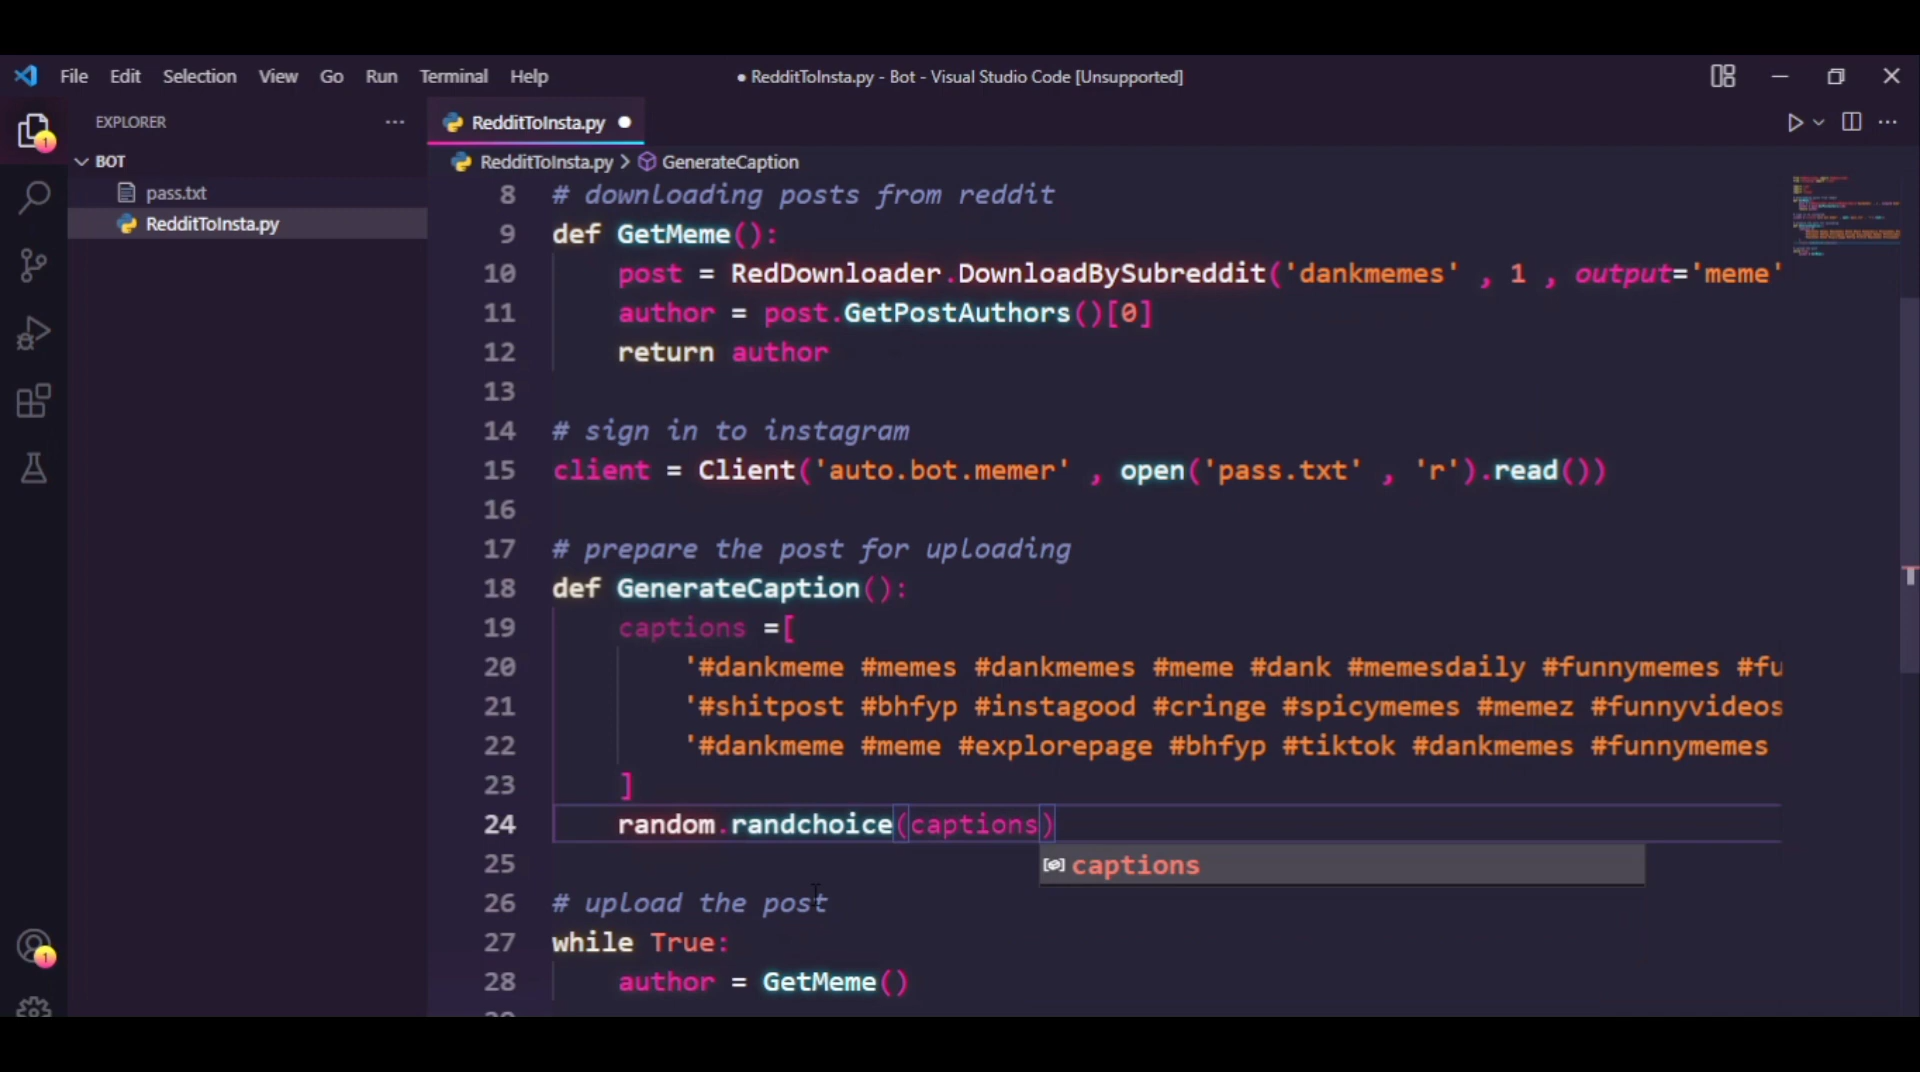 File Edit Selection View Go Run Terminal Help ● RedditToInsta.py - Bot - Visual Studio Code [Unsupported]
EXPLORER ···
RedditToInsta.py ●
BOT
RedditToInsta.py > GenerateCaption
pass.txt
RedditToInsta.py
1
8 # downloading posts from reddit
9 def GetMeme():
10 post = RedDownloader.DownloadBySubreddit('dankmemes' , 1 , output='meme'
11 author = post.GetPostAuthors()[0]
12 return author
13
14 # sign in to instagram
15 client = Client('auto.bot.memer' , open('pass.txt' , 'r').read())
16
17 # prepare the post for uploading
18 def GenerateCaption():
19 captions =[
20 '#dankmeme #memes #dankmemes #meme #dank #memesdaily #funnymemes #fu
21 '#shitpost #bhfyp #instagood #cringe #spicymemes #memez #funnyvideos
22 '#dankmeme #meme #explorepage #bhfyp #tiktok #dankmemes #funnymemes
23 ]
24 random.randchoice(captions)
captions
25
26 # upload the post
27 while True:
1
28 author = GetMeme()